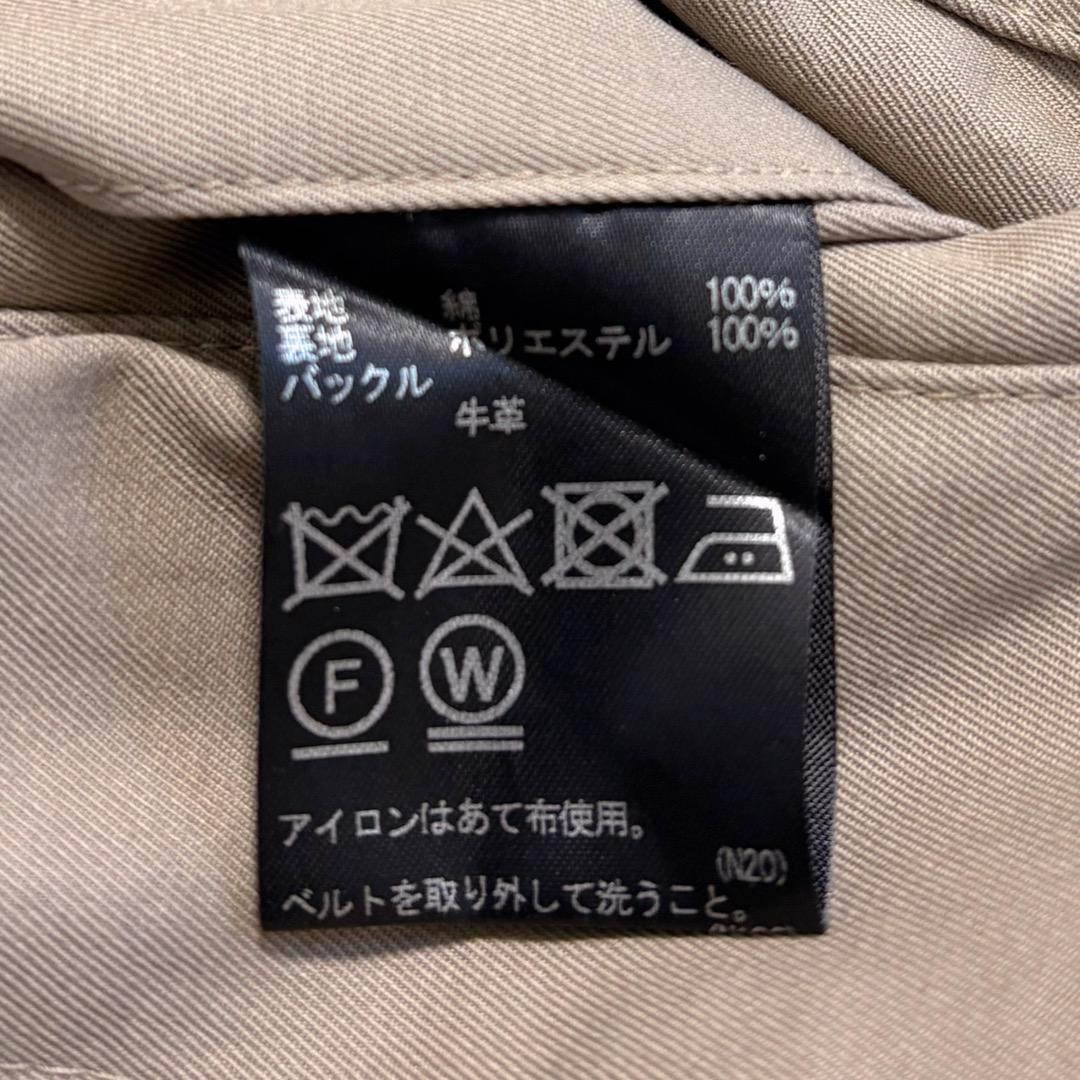 表地 綿 100%
裏地 ポリエステル 100%
バックル
牛革
F W
アイロンはあて布使用。
(N20)
ベルトを取り外して洗うこと。